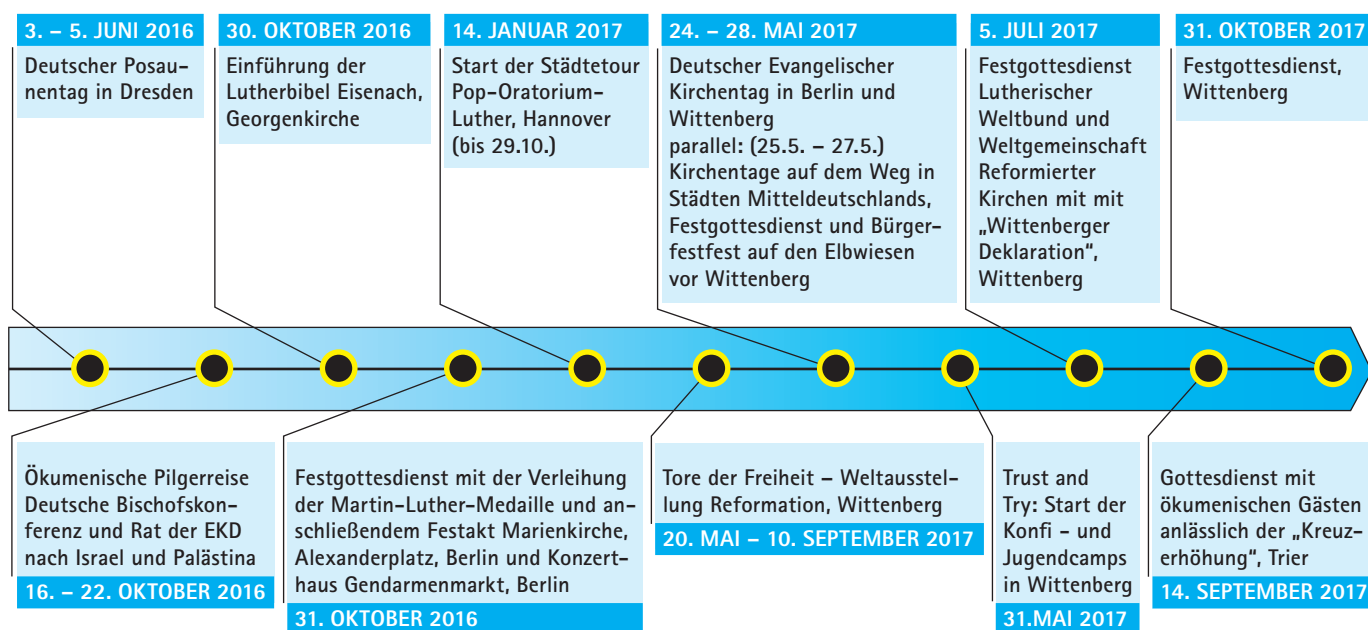 3. – 5. JUNI 2016
Deutscher Posau-
nentag in Dresden
30. OKTOBER 2016
Einführung der
Lutherbibel Eisenach,
Georgenkirche
14. JANUAR 2017
Start der Städtetour
Pop-Oratorium-
Luther, Hannover
(bis 29.10.)
24. – 28. MAI 2017
Deutscher Evangelischer
Kirchentag in Berlin und
Wittenberg
parallel: (25.5. – 27.5.)
Kirchentage auf dem Weg in
Städten Mitteldeutschlands,
Festgottesdienst und Bürger-
festfest auf den Elbwiesen
vor Wittenberg
5. JULI 2017
Festgottesdienst
Lutherischer
Weltbund und
Weltgemeinschaft
Reformierter
Kirchen mit mit
„Wittenberger
Deklaration“,
Wittenberg
31. OKTOBER 2017
Festgottesdienst,
Wittenberg
Ökumenische Pilgerreise
Deutsche Bischofskon-
ferenz und Rat der EKD
nach Israel und Palästina
16. – 22. OKTOBER 2016
Festgottesdienst mit der Verleihung
der Martin-Luther-Medaille und an-
schließendem Festakt Marienkirche,
Alexanderplatz, Berlin und Konzert-
haus Gendarmenmarkt, Berlin
31. OKTOBER 2016
Tore der Freiheit – Weltausstel-
lung Reformation, Wittenberg
20. MAI – 10. SEPTEMBER 2017
Trust and
Try: Start der
Konfi - und
Jugendcamps
in Wittenberg
31.MAI 2017
Gottesdienst mit
ökumenischen Gästen
anlässlich der „Kreuz-
erhöhung“, Trier
14. SEPTEMBER 2017